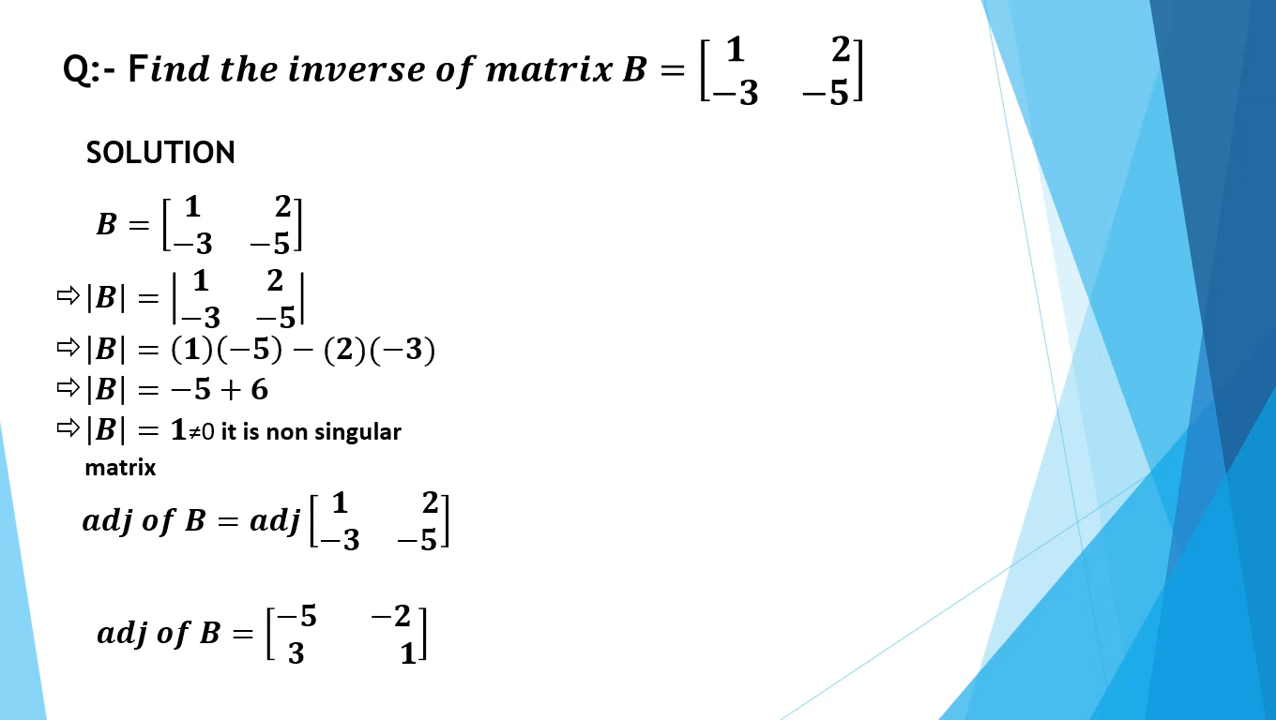 Q:- Find the inverse of matrix B = [1 2
−3 −5]
SOLUTION
B = [1 2
−3 −5]
⇨|B| = |1 2
−3 −5|
⇨|B| = (1)(−5) − (2)(−3)
⇨|B| = −5 + 6
⇨|B| = 1≠0 it is non singular
matrix
adj of B = adj[1 2
−3 −5]
adj of B = [−5 −2
3 1]